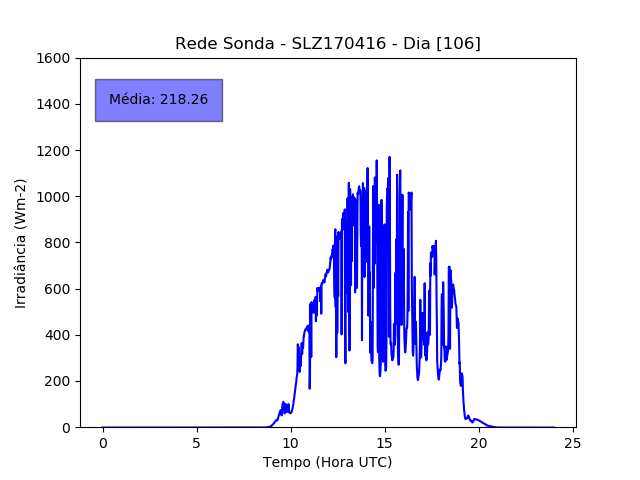 Rede Sonda - SLZ170416 - Dia [106]
1600
1400
1200
1000
800
600
400
200
0
Média: 218.26
Irradiância (Wm-2)
0 5 10 15 20 25
Tempo (Hora UTC)